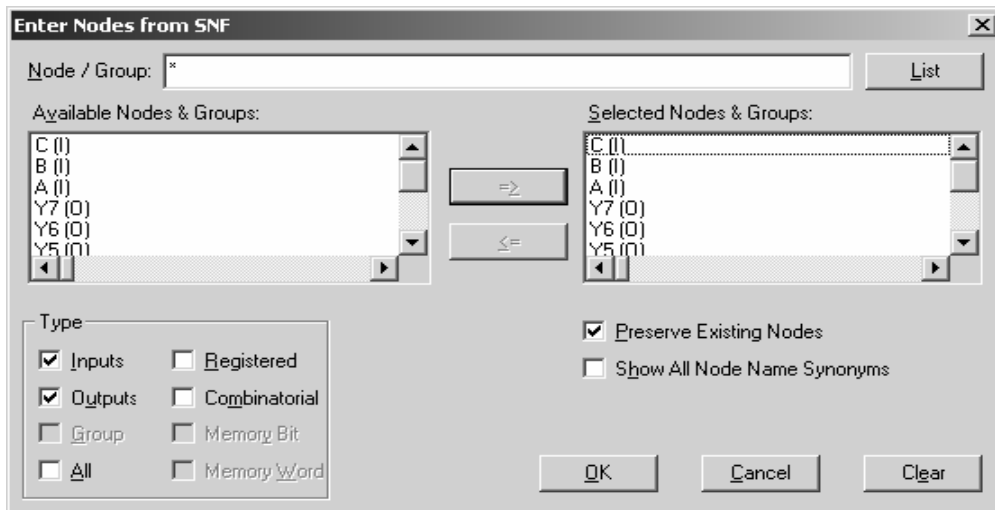 Enter Nodes from SNF
Node / Group: *
List
Available Nodes & Groups:
Selected Nodes & Groups:
C (I)
B (I)
A (I)
Y7 (O)
Y6 (O)
Y5 (O)
=>
<=
C (I)
B (I)
A (I)
Y7 (O)
Y6 (O)
Y5 (O)
Type
Inputs
Registered
Outputs
Combinatorial
Group
Memory Bit
All
Memory Word
Preserve Existing Nodes
Show All Node Name Synonyms
OK
Cancel
Clear